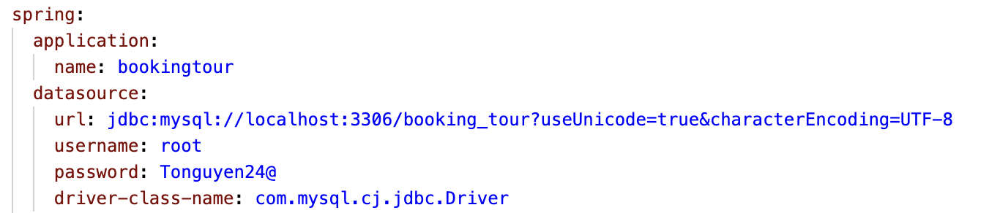 spring:
  application:
    name: bookingtour
  datasource:
    url: jdbc:mysql://localhost:3306/booking_tour?useUnicode=true&characterEncoding=UTF-8
    username: root
    password: Tonguyen24@
    driver-class-name: com.mysql.cj.jdbc.Driver